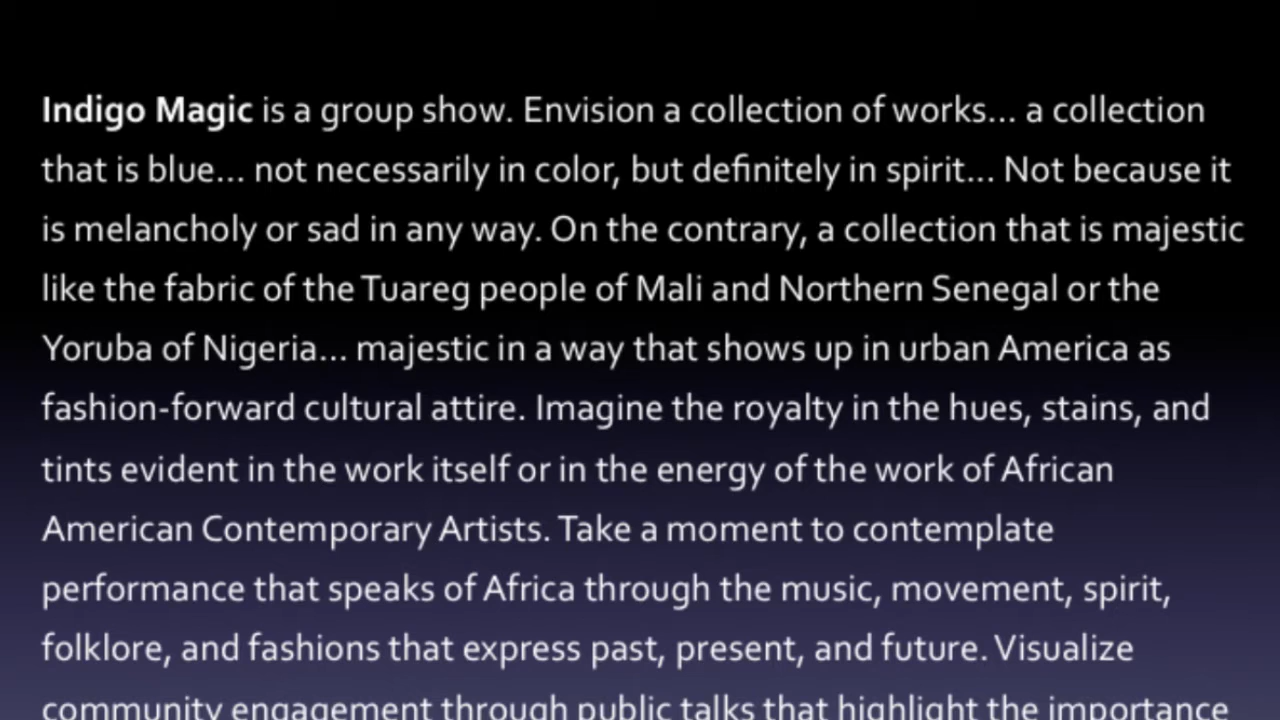 Indigo Magic is a group show. Envision a collection of works... a collection
that is blue... not necessarily in color, but definitely in spirit... Not because it
is melancholy or sad in any way. On the contrary, a collection that is majestic
like the fabric of the Tuareg people of Mali and Northern Senegal or the
Yoruba of Nigeria... majestic in a way that shows up in urban America as
fashion-forward cultural attire. Imagine the royalty in the hues, stains, and
tints evident in the work itself or in the energy of the work of African
American Contemporary Artists. Take a moment to contemplate
performance that speaks of Africa through the music, movement, spirit,
folklore, and fashions that express past, present, and future. Visualize
community engagement through public talks that highlight the importance